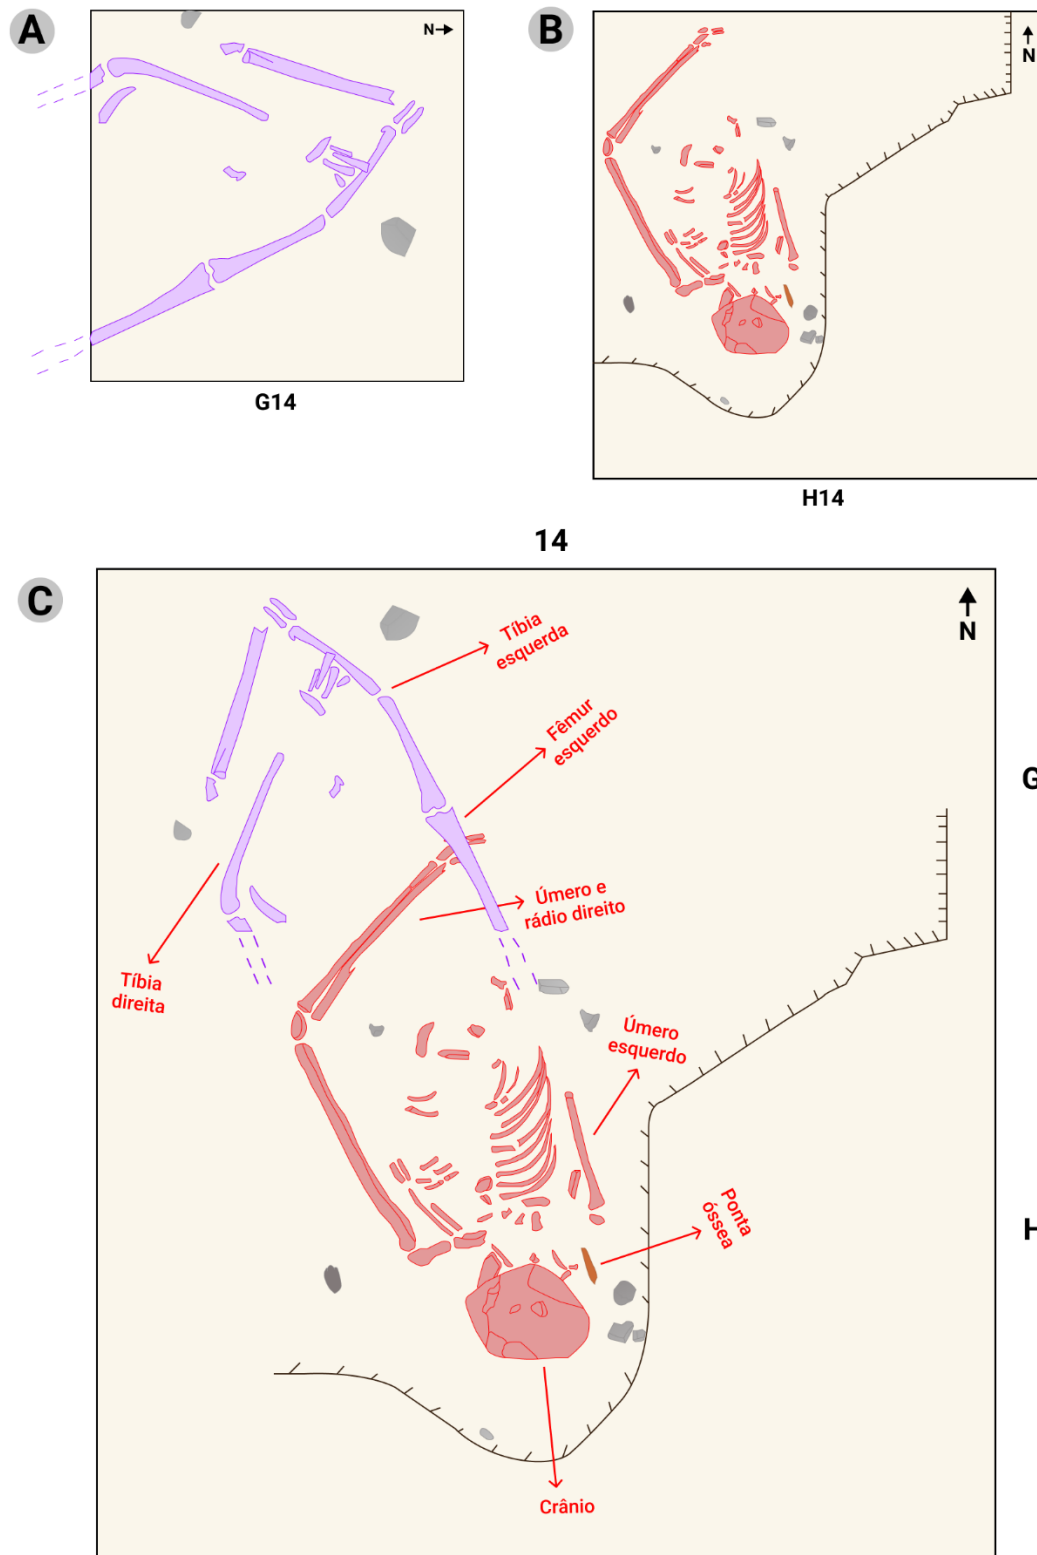 A
N→
G14
B
↑
N
H14
14
C
↑
N
Tíbia
esquerda
Fêmur
esquerdo
G
Úmero e
rádio direito
Tíbia
direita
Úmero
esquerdo
Ponta
óssea
H
Crânio